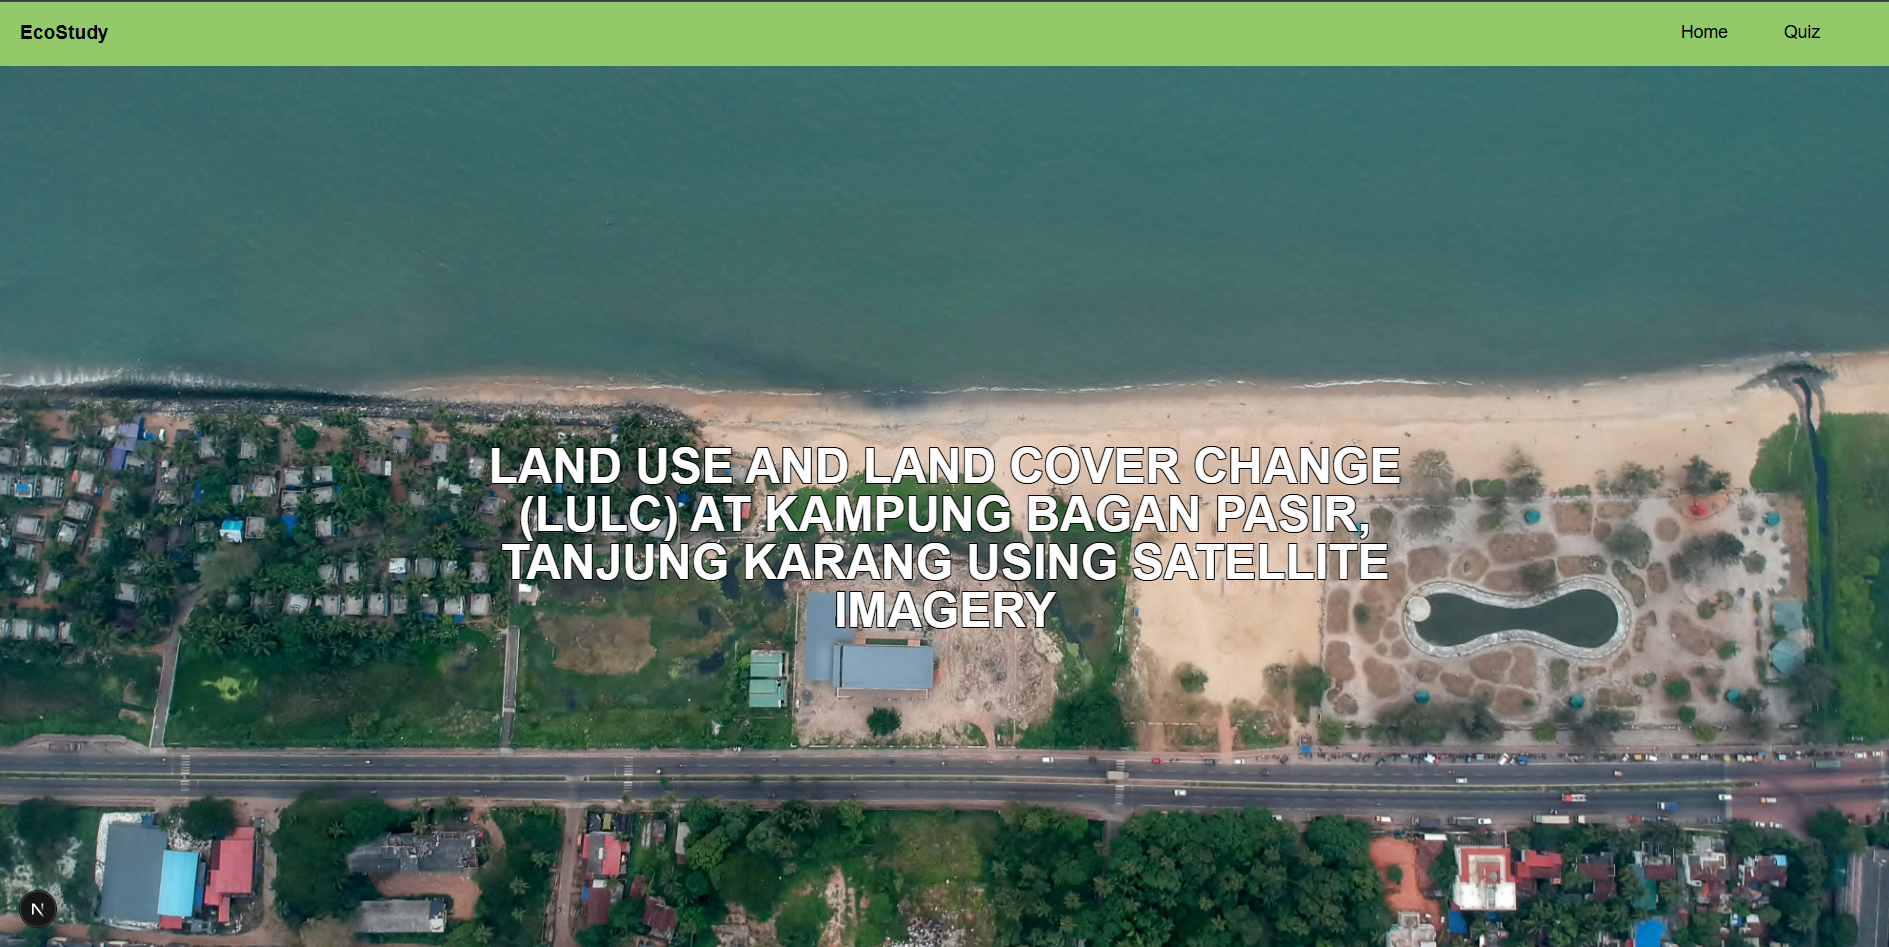 EcoStudy
Home
Quiz
LAND USE AND LAND COVER CHANGE
(LULC) AT KAMPUNG BAGAN PASIR,
TANJUNG KARANG USING SATELLITE
IMAGERY
N